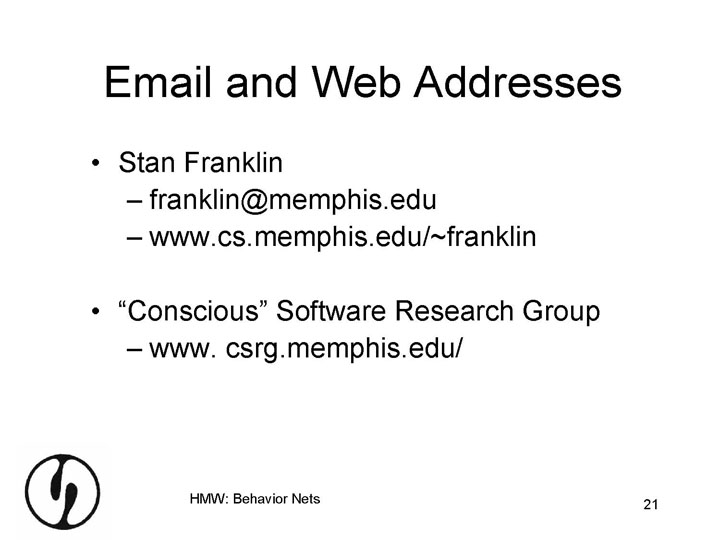 Email and Web Addresses
• Stan Franklin
– franklin@memphis.edu
– www.cs.memphis.edu/~franklin
• “Conscious” Software Research Group
– www. csrg.memphis.edu/
HMW: Behavior Nets
21